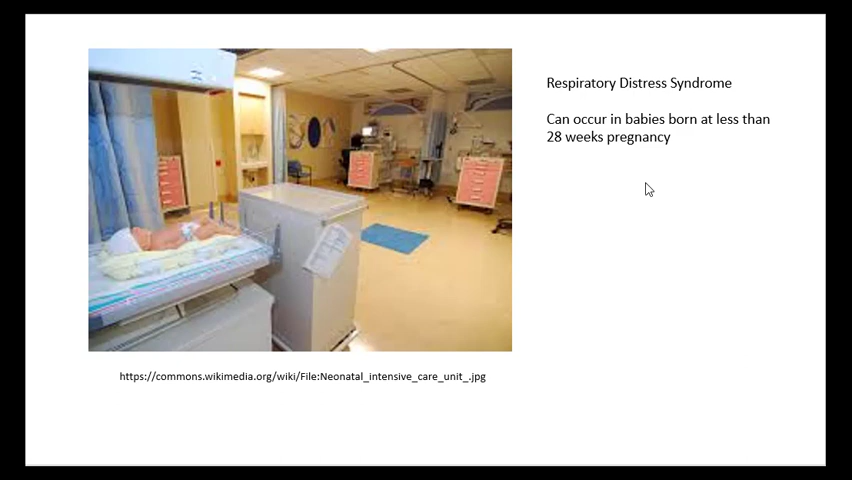 Respiratory Distress Syndrome
Can occur in babies born at less than
28 weeks pregnancy
https://commons.wikimedia.org/wiki/File:Neonatal_intensive_care_unit_.jpg